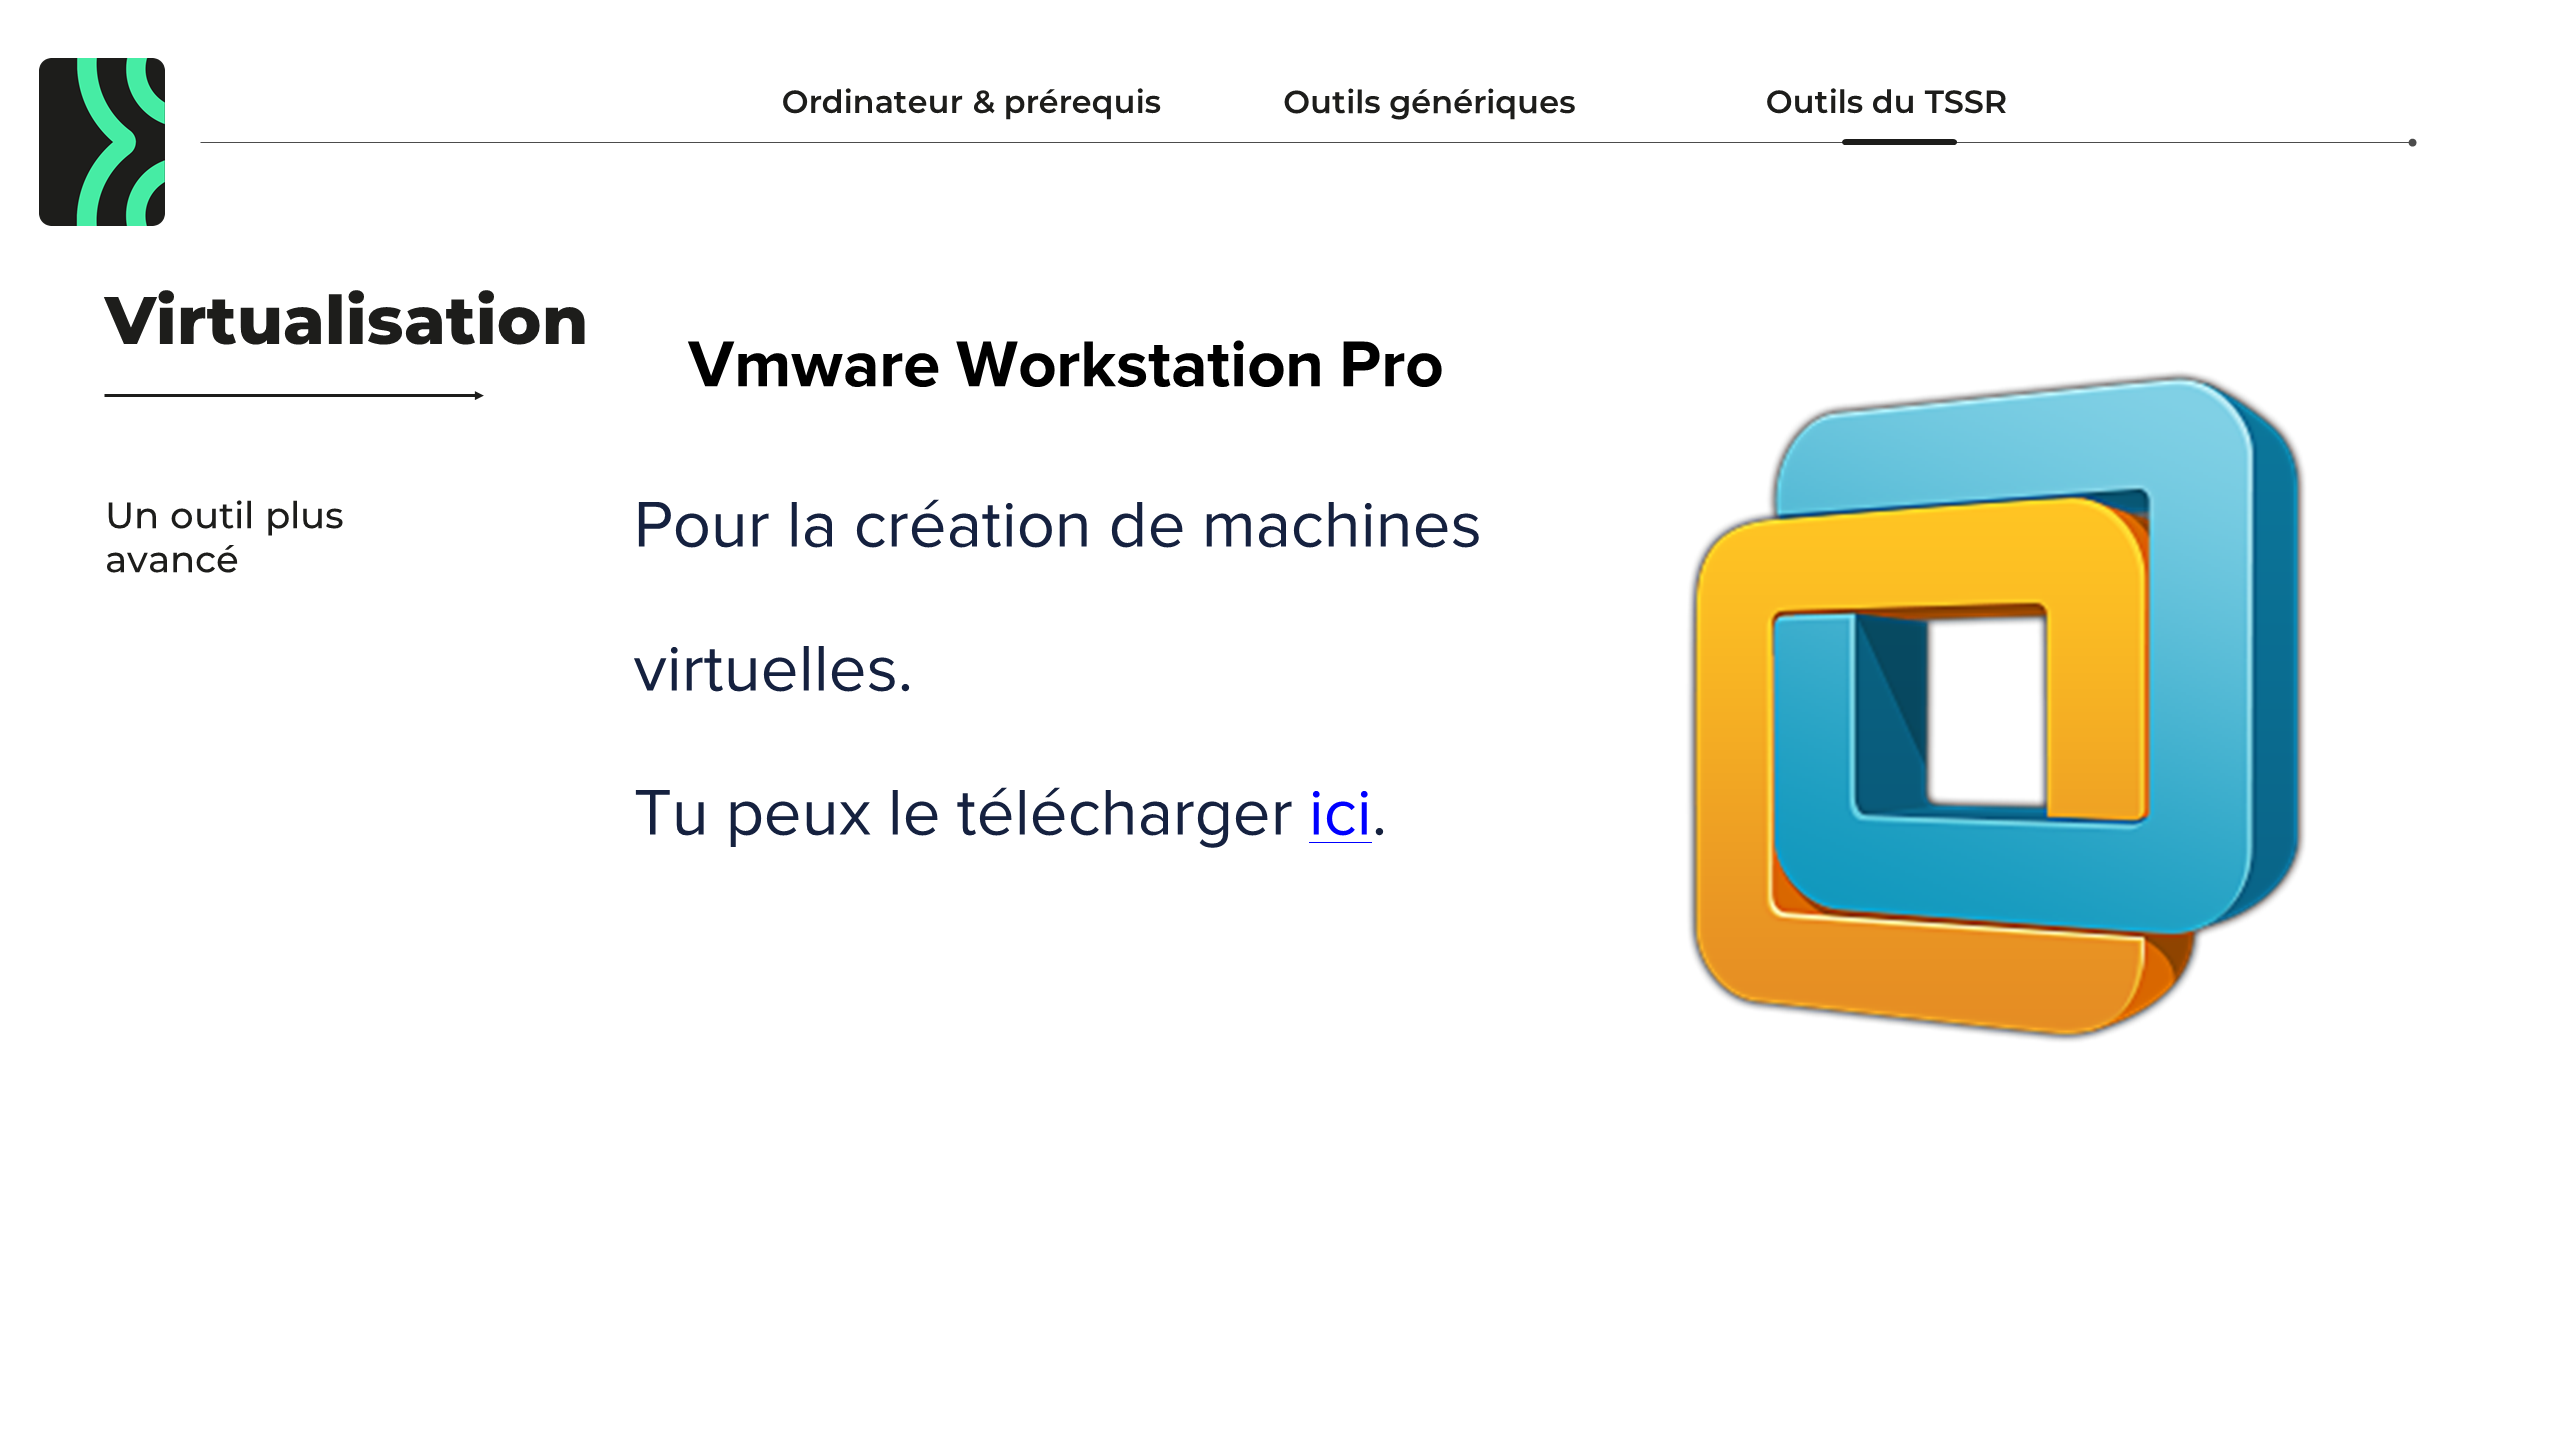 Ordinateur & prérequis
Outils génériques
Outils du TSSR
Virtualisation
Un outil plus
avancé
Vmware Workstation Pro
Pour la création de machines
virtuelles.
Tu peux le télécharger ici.